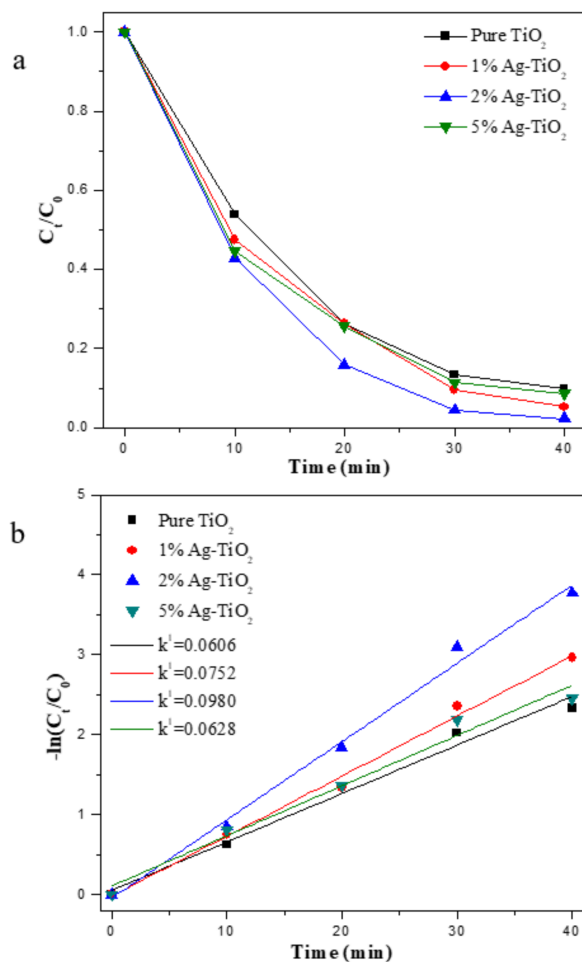 a
Pure TiO₂
1% Ag-TiO₂
2% Ag-TiO₂
5% Ag-TiO₂
1.0
0.8
0.6
0.4
0.2
0.0
Cₜ/C₀
0 10 20 30 40
Time (min)
b
Pure TiO₂
1% Ag-TiO₂
2% Ag-TiO₂
5% Ag-TiO₂
k¹=0.0606
k¹=0.0752
k¹=0.0980
k¹=0.0628
5
4
3
2
1
0
-ln(Cₜ/C₀)
0 10 20 30 40
Time (min)